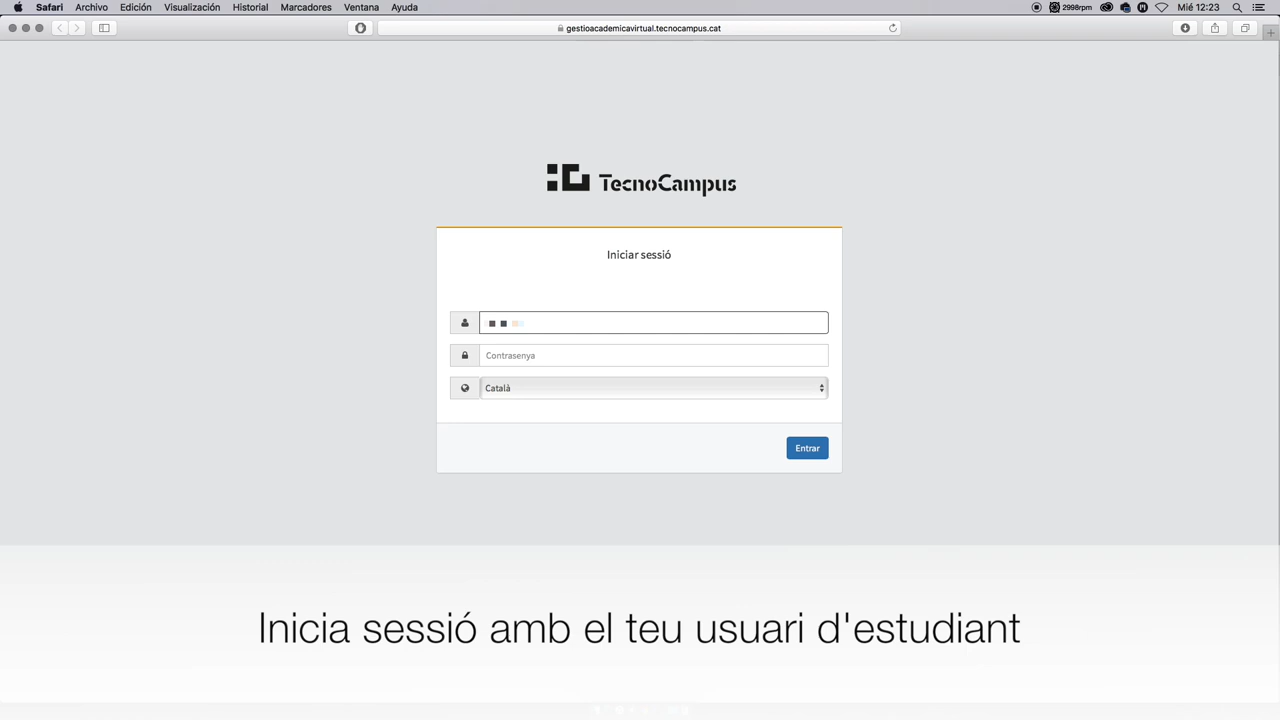 Safari Archivo Edición Visualización Historial Marcadores Ventana Ayuda 2998rpm Mié 12:23
gestioacademicavirtual.tecnocampus.cat
TecnoCampus
Iniciar sessió
Contrasenya
Català
Entrar
Inicia sessió amb el teu usuari d'estudiant